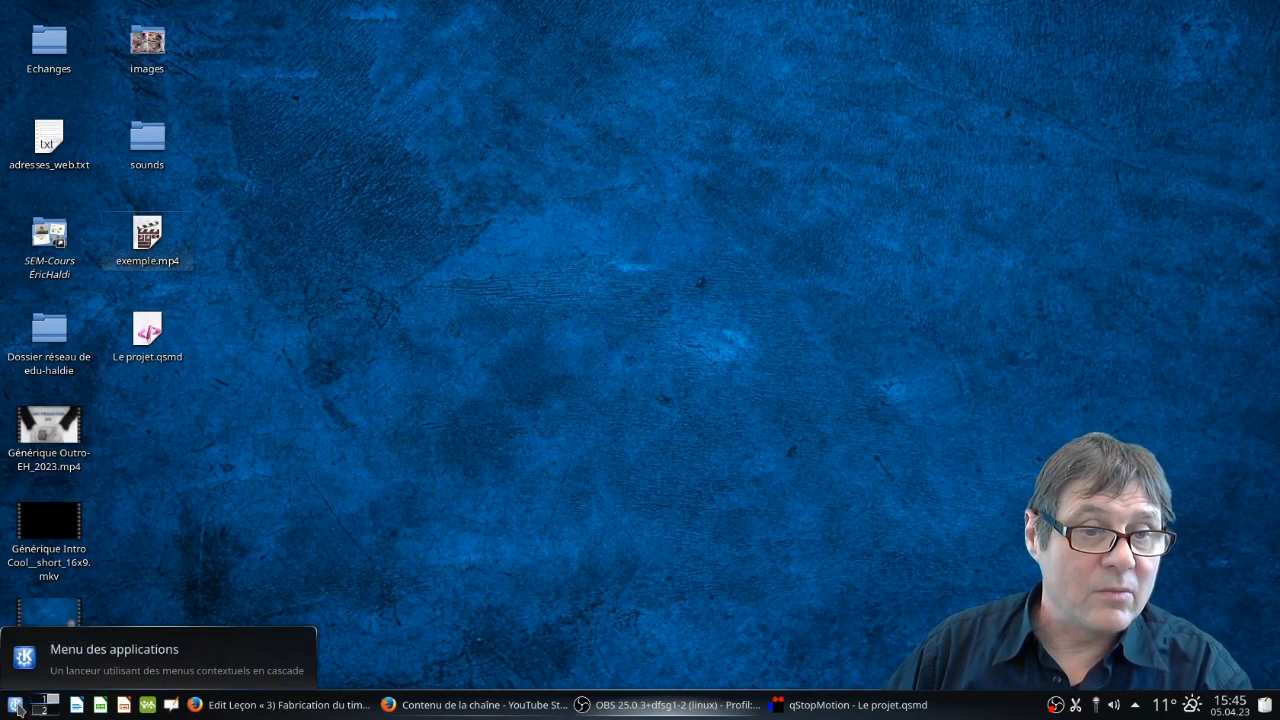 Echanges
images
adresses_web.txt
sounds
txt
SEM-Cours
ÉricHaldi
exemple.mp4
Dossier réseau de
edu-haldie
Le projet.qsmd
Générique Outro-
EH_2023.mp4
Générique Intro
Cool__short_16x9.
mkv
Menu des applications
Un lanceur utilisant des menus contextuels en cascade
1
2
Edit Leçon « 3) Fabrication du tim...
Contenu de la chaîne - YouTube St...
OBS 25.0.3+dfsg1-2 (linux) - Profil:...
qStopMotion - Le projet.qsmd
11°
15:45
05.04.23